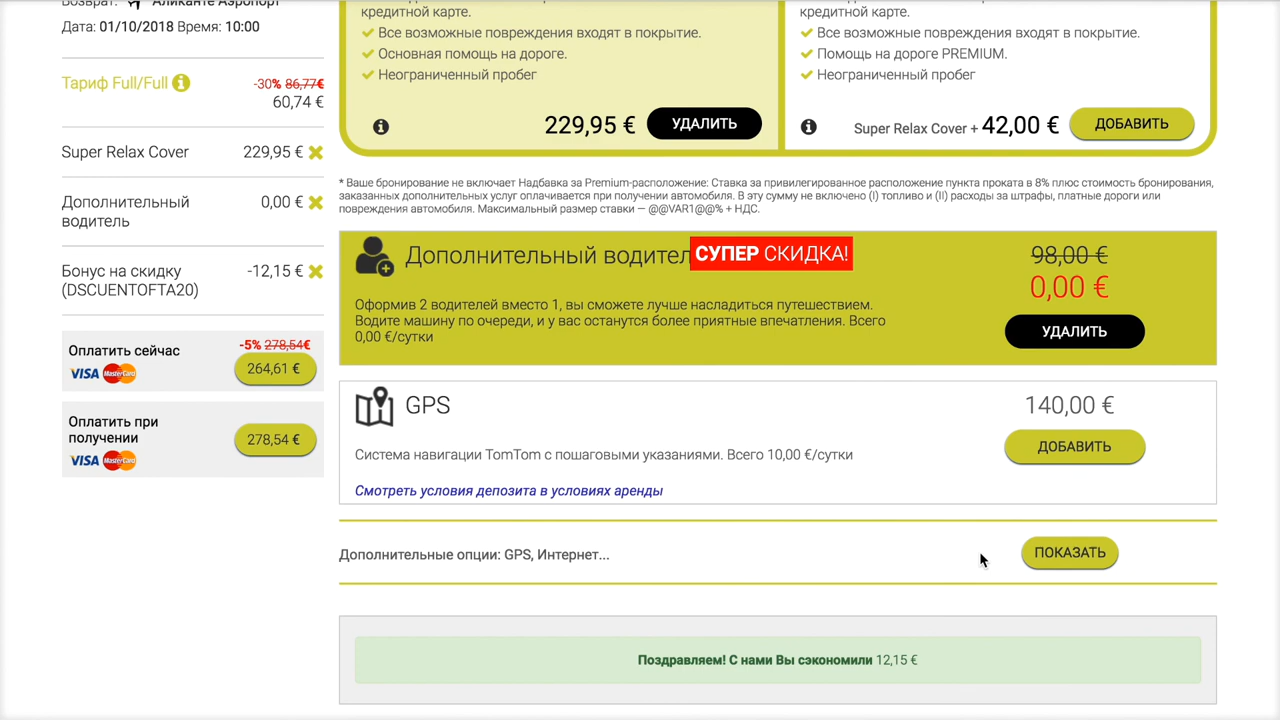 Возврат: Аликанте Аэропорт
Дата: 01/10/2018 Время: 10:00
Тариф Full/Full -30% 86,77€
60,74 €
Super Relax Cover 229,95 €
Дополнительный 0,00 €
водитель
Бонус на скидку -12,15 €
(DSCUENTOFTA20)
Оплатить сейчас -5% 278,54€
VISA MasterCard 264,61 €
Оплатить при
получении 278,54 €
VISA MasterCard
кредитной карте.
Все возможные повреждения входят в покрытие.
Основная помощь на дороге.
Неограниченный пробег
229,95 € УДАЛИТЬ
кредитной карте.
Все возможные повреждения входят в покрытие.
Помощь на дороге PREMIUM.
Неограниченный пробег
Super Relax Cover + 42,00 € ДОБАВИТЬ
* Ваше бронирование не включает Надбавка за Premium-расположение: Ставка за привилегированное расположение пункта проката в 8% плюс стоимость бронирования,
заказанных дополнительных услуг оплачивается при получении автомобиля. В эту сумму не включено (I) топливо и (II) расходы за штрафы, платные дороги или
повреждения автомобиля. Максимальный размер ставки — @@VAR1@@% + НДС.
Дополнительный водител СУПЕР СКИДКА! 98,00 €
0,00 €
Оформив 2 водителей вместо 1, вы сможете лучше насладиться путешествием.
Водите машину по очереди, и у вас останутся более приятные впечатления. Всего
0,00 €/сутки
УДАЛИТЬ
GPS 140,00 €
ДОБАВИТЬ
Система навигации TomTom с пошаговыми указаниями. Всего 10,00 €/сутки
Смотреть условия депозита в условиях аренды
Дополнительные опции: GPS, Интернет... ПОКАЗАТЬ
Поздравляем! С нами Вы сэкономили 12,15 €